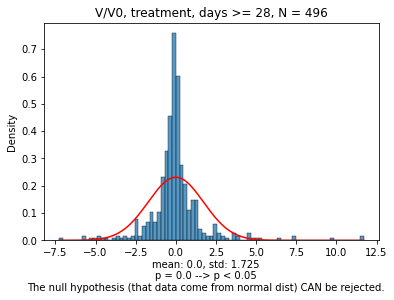 V/V0, treatment, days >= 28, N = 496
Density
0.7
0.6
0.5
0.4
0.3
0.2
0.1
0.0
−7.5 −5.0 −2.5 0.0 2.5 5.0 7.5 10.0 12.5
mean: 0.0, std: 1.725
p = 0.0 --> p < 0.05
The null hypothesis (that data come from normal dist) CAN be rejected.